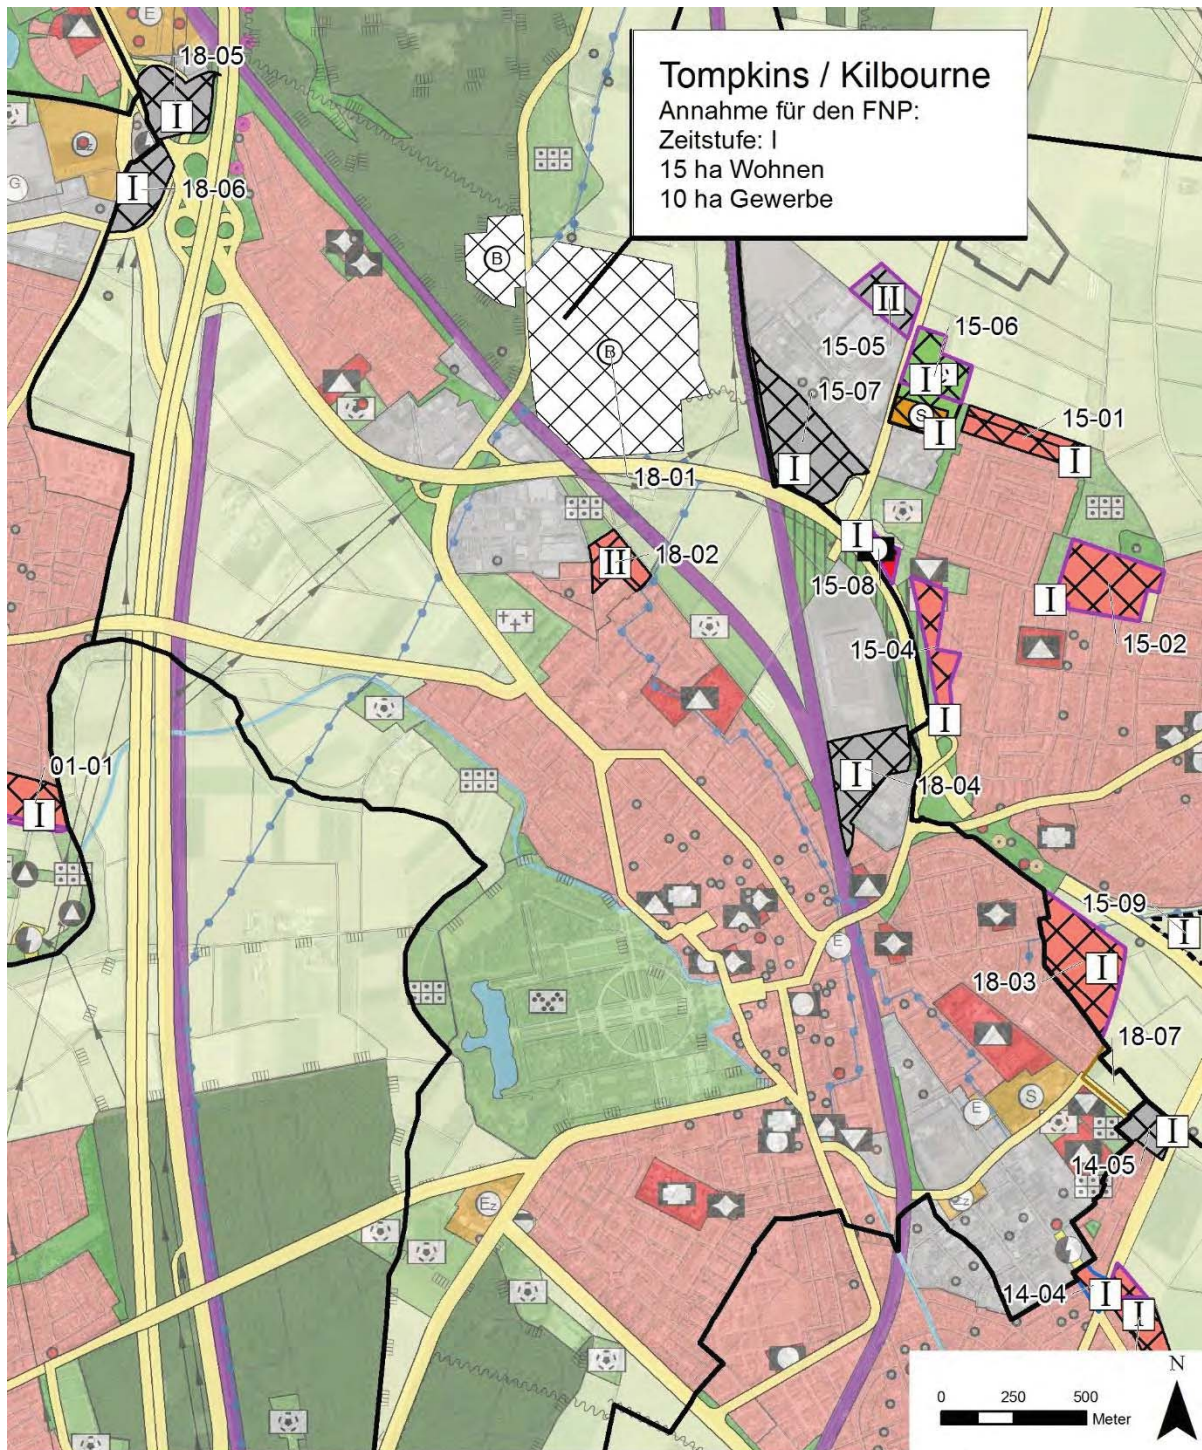 E
18-05
I
Ez
G
I
18-06
Tompkins / Kilbourne
Annahme für den FNP:
Zeitstufe: I
15 ha Wohnen
10 ha Gewerbe
B
B
II
15-05
15-06
I
15-07
S
I
15-01
I
I
18-01
I
II
18-02
15-08
I
15-02
15-04
I
01-01
I
I
18-04
15-09
I
E
18-03
I
18-07
S
E
I
14-05
Ez
14-04
I
I
N
0
250
500
Meter